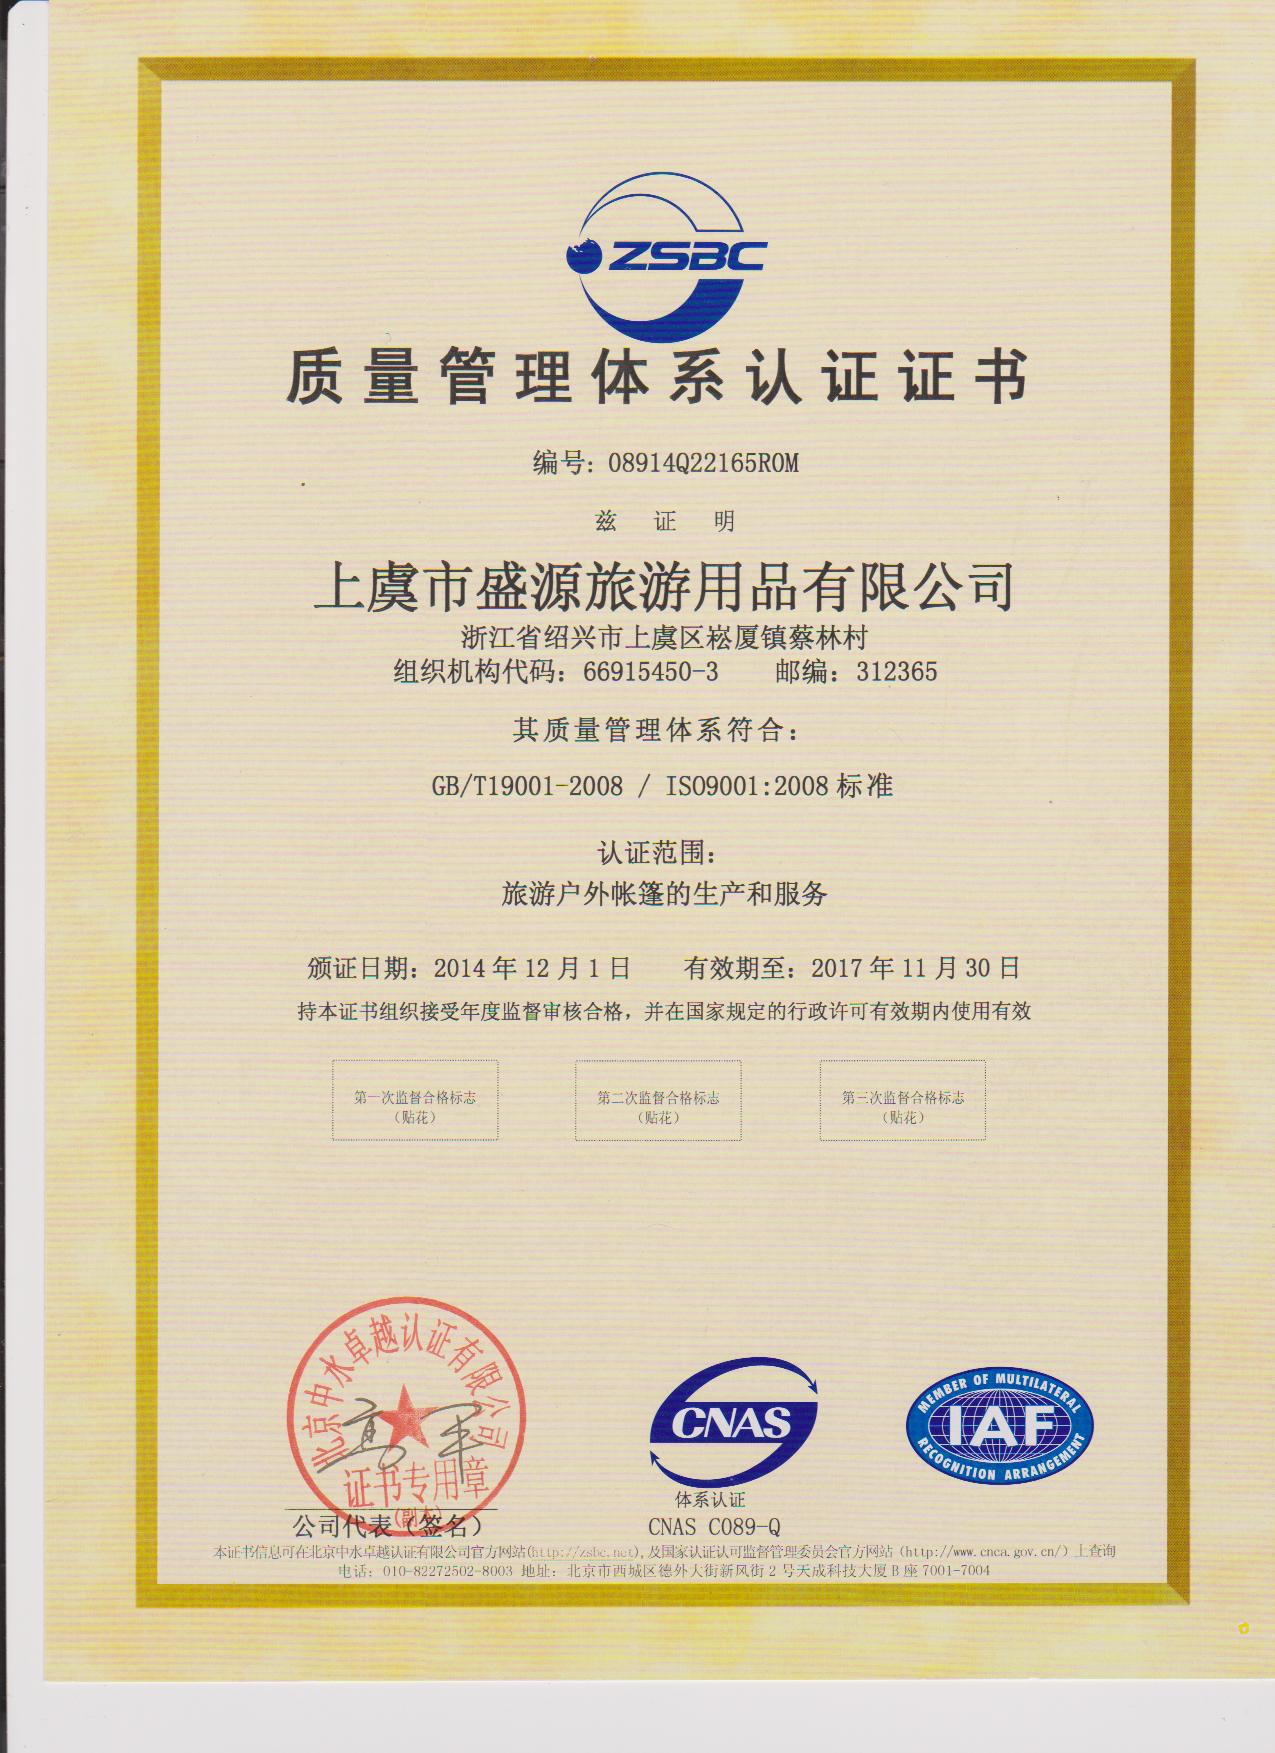 ZSBC
质量管理体系认证证书
编号: 08914Q22165R0M
兹 证 明
上虞市盛源旅游用品有限公司
浙江省绍兴市上虞区崧厦镇蔡林村
组织机构代码: 66915450-3 邮编: 312365
其质量管理体系符合:
GB/T19001-2008 / ISO9001:2008 标准
认证范围:
旅游户外帐篷的生产和服务
颁证日期: 2014 年 12 月 1 日 有效期至: 2017 年 11 月 30 日
持本证书组织接受年度监督审核合格，并在国家规定的行政许可有效期内使用有效
第一次监督合格标志
（贴花）
第二次监督合格标志
（贴花）
第三次监督合格标志
（贴花）
北京中水卓越认证有限公司
证书专用章
(副本)
公司代表（签名）
CNAS
体系认证
CNAS C089-Q
MEMBER OF MULTILATERAL
IAF
RECOGNITION ARRANGEMENT
本证书信息可在北京中水卓越认证有限公司官方网站(http://zsbc.net), 及国家认证认可监督管理委员会官方网站（http://www.cnca.gov.cn/）上查询
电话: 010-82272502-8003 地址: 北京市西城区德外大街新风街 2 号天成科技大厦 B 座 7001-7004